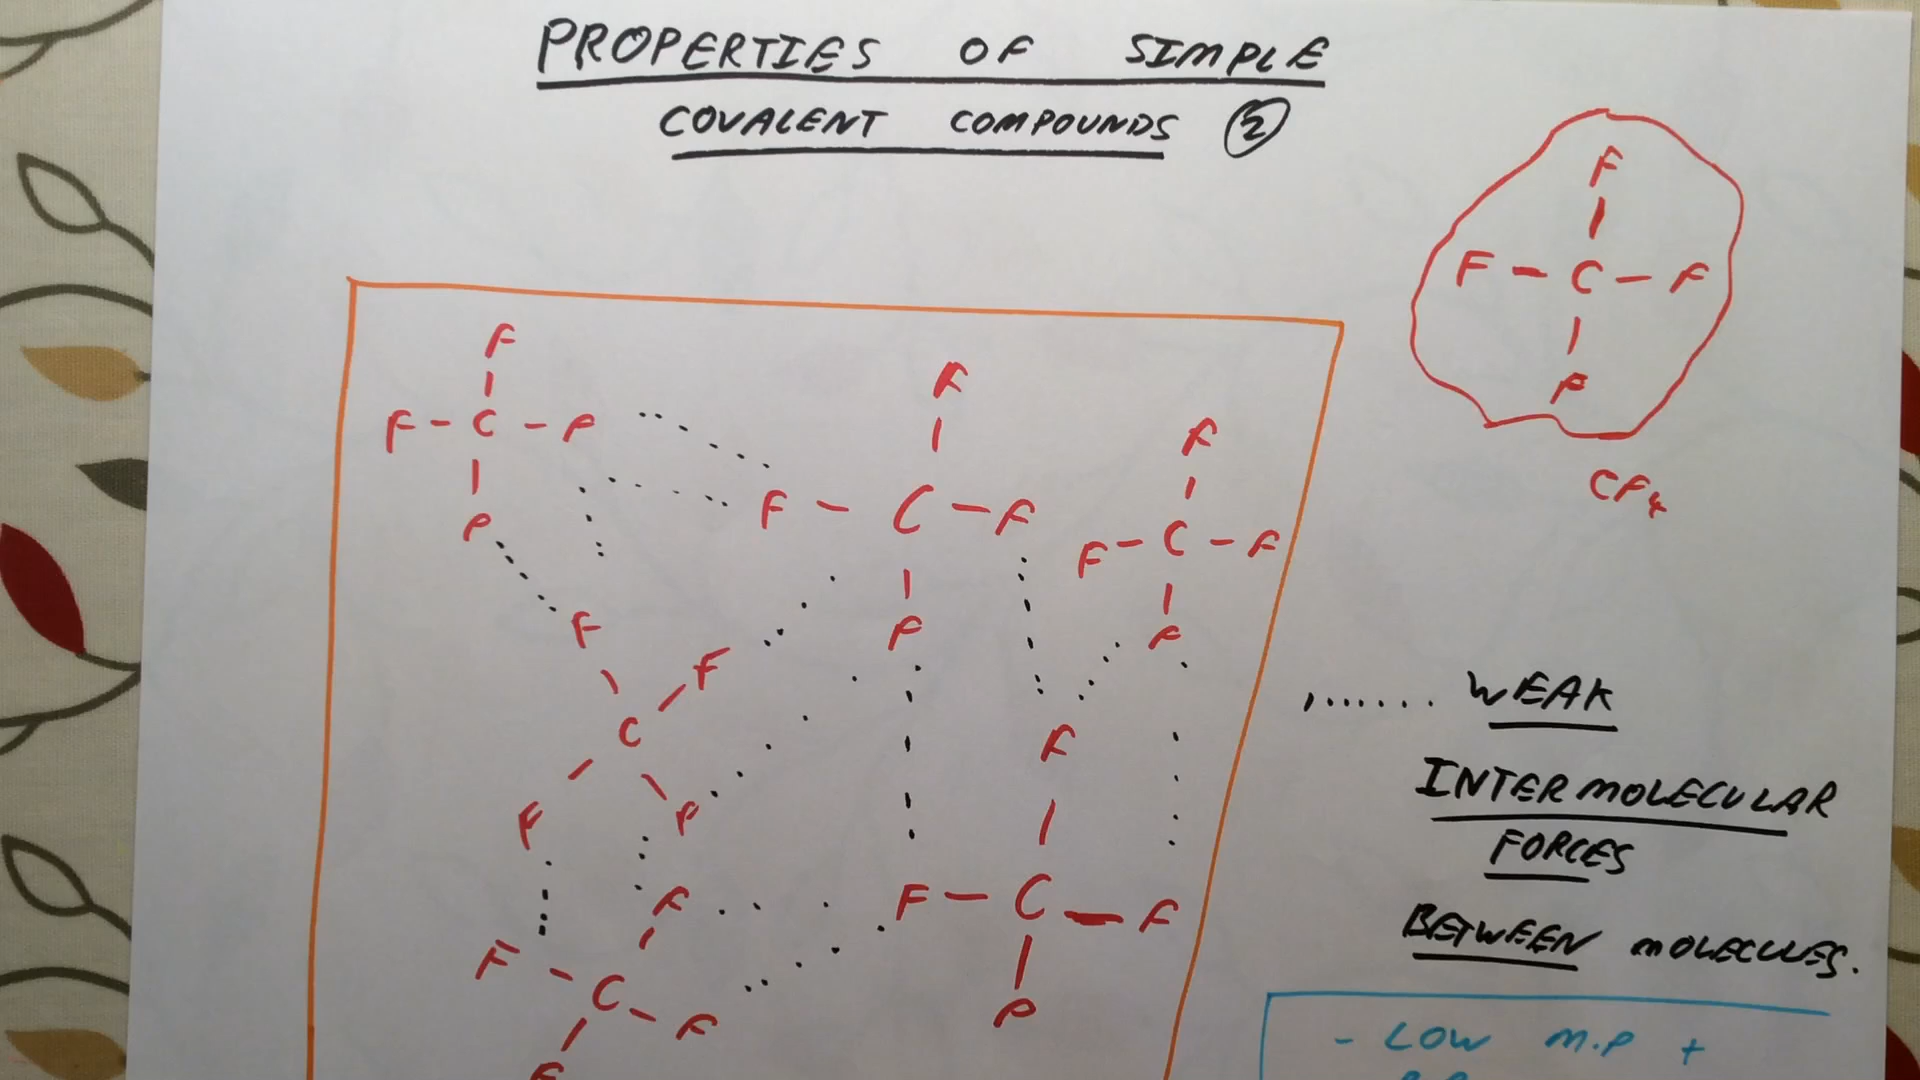 PROPERTIES OF SIMPLE
COVALENT COMPOUNDS ②
F
F - C - F
F
CF4
F
F - C - F
F
F
F - C - F
F
F
F - C - F
F
F
F
C
F
F
F
F - C - F
F
F
F - C - F
F
....... WEAK
INTERMOLECULAR
FORCES
BETWEEN MOLECULES.
- LOW M.P +